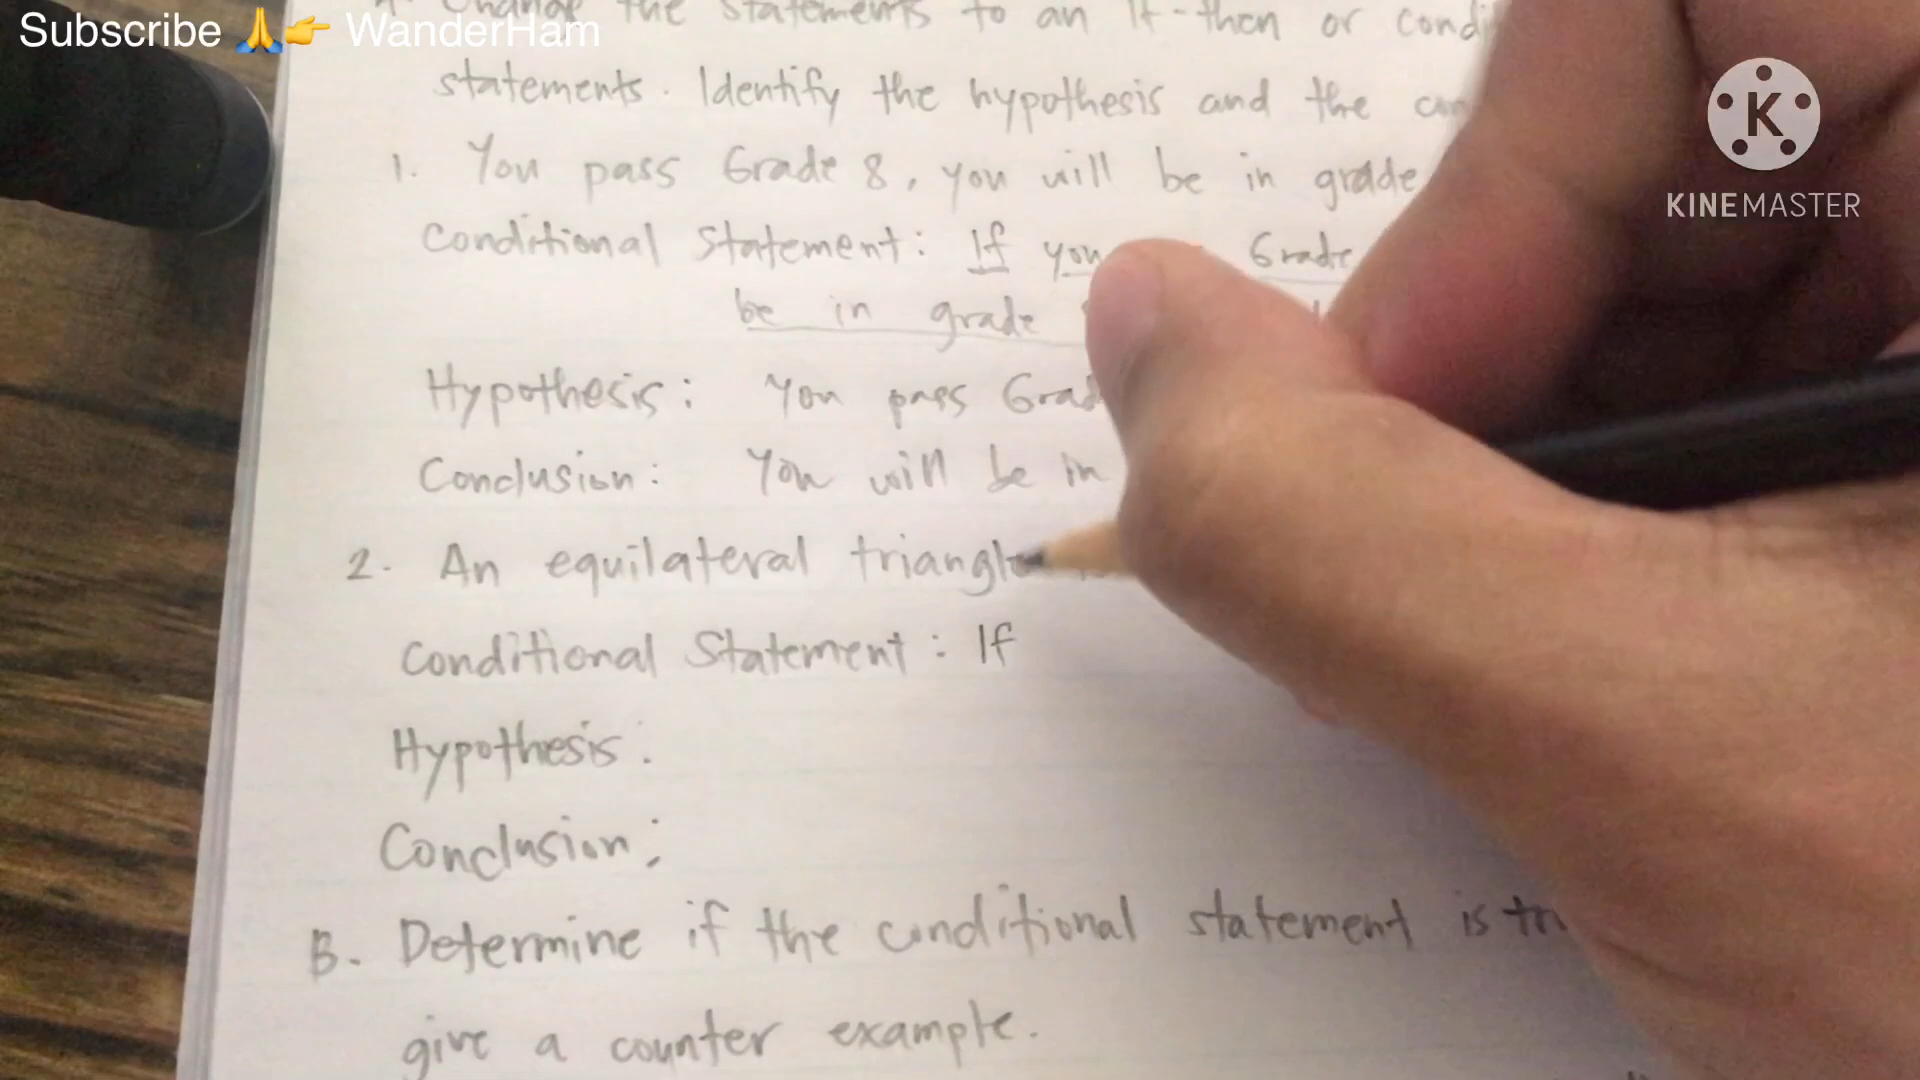 Subscribe 🙏👉 WanderHam
Change the statements to an If-then or
statements. Identify the hypothesis and the
KINEMASTER
1. You pass Grade 8, you will be in grade
Conditional Statement: If you Grade
be in grade
Hypothesis: You pass
Conclusion: You will be in
2. An equilateral triangle
Conditional Statement: If
Hypothesis:
Conclusion:
B. Determine if the conditional statement is
give a counter example.